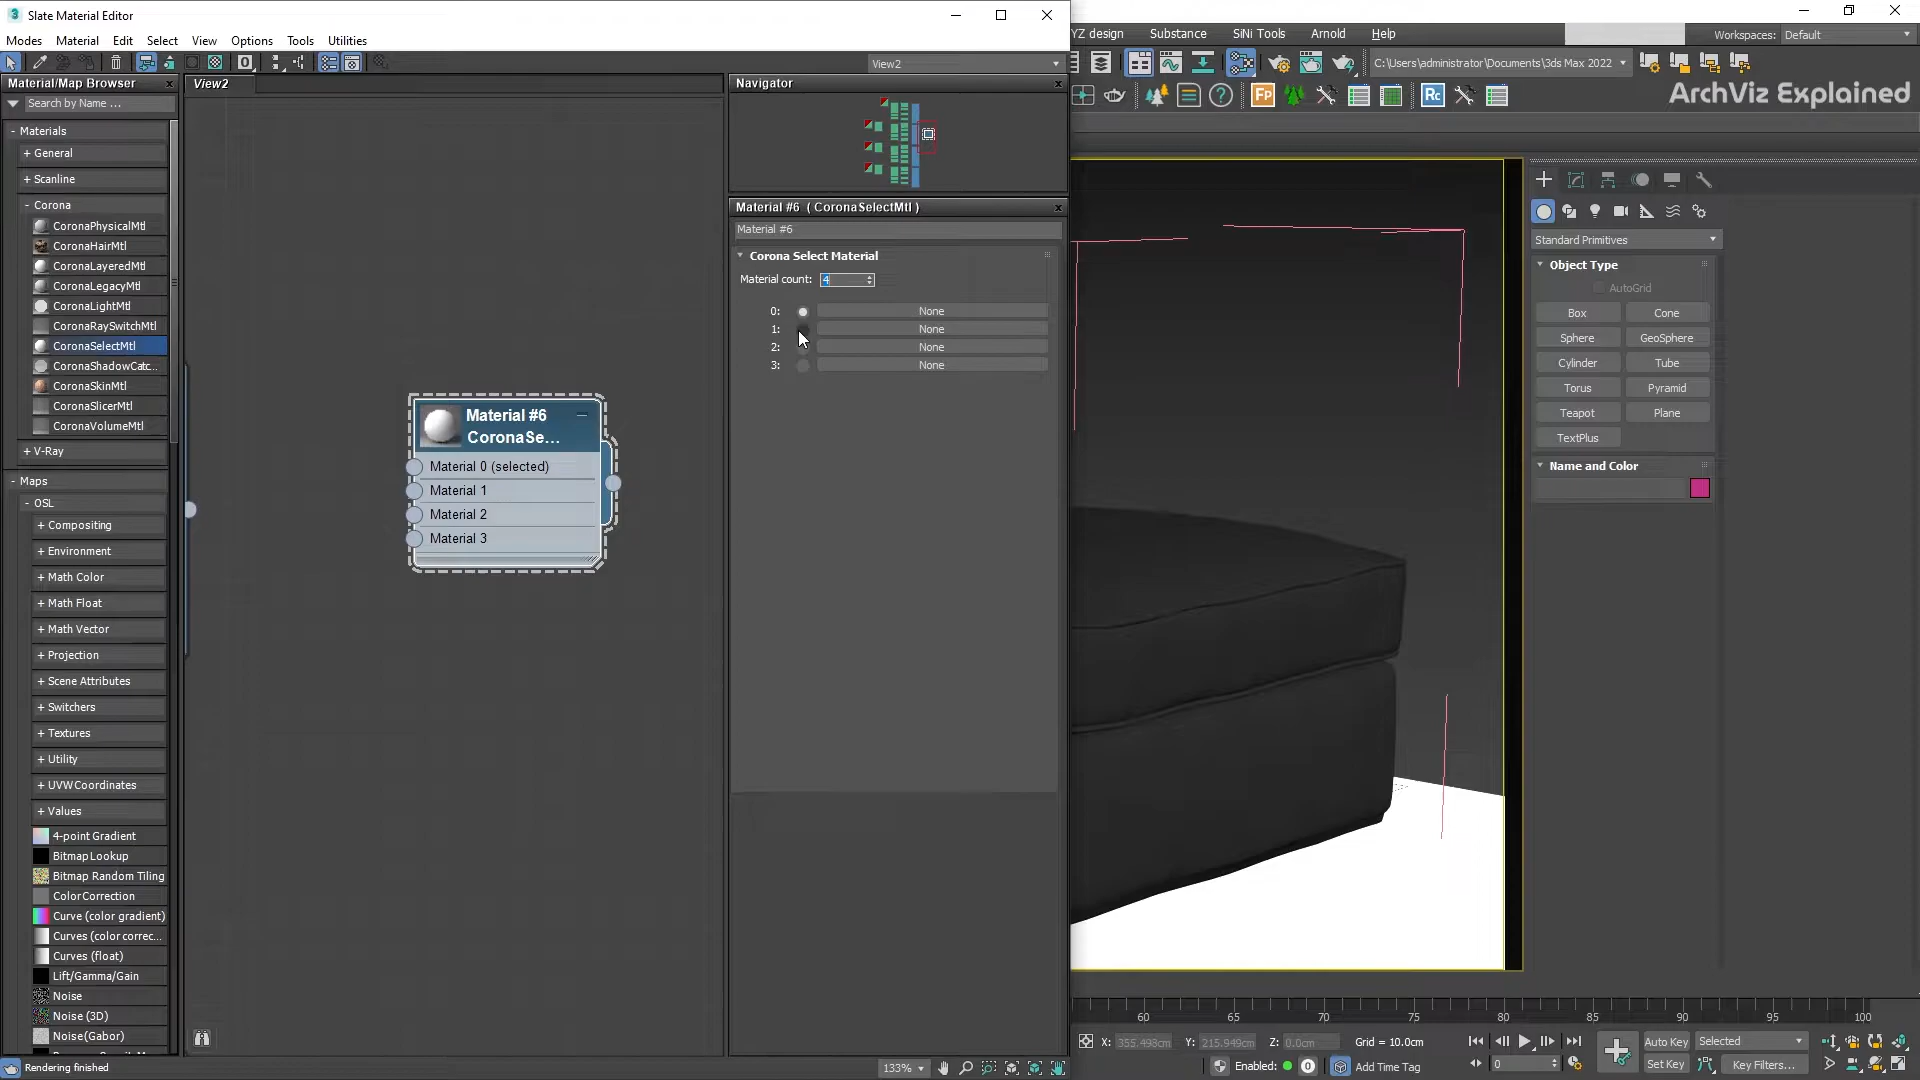 Slate Material Editor
Modes Material Edit Select View Options Tools Utilities
View2
Material/Map Browser
Search by Name ...
- Materials
+ General
+ Scanline
- Corona
CoronaPhysicalMtl
CoronaHairMtl
CoronaLayeredMtl
CoronaLegacyMtl
CoronaLightMtl
CoronaRaySwitchMtl
CoronaSelectMtl
CoronaShadowCatc...
CoronaSkinMtl
CoronaSlicerMtl
CoronaVolumeMtl
+ V-Ray
- Maps
- OSL
+ Compositing
+ Environment
+ Math Color
+ Math Float
+ Math Vector
+ Projection
+ Scene Attributes
+ Switchers
+ Textures
+ Utility
+ UVW Coordinates
+ Values
4-point Gradient
Bitmap Lookup
Bitmap Random Tiling
ColorCorrection
Curve (color gradient)
Curves (color correc...
Curves (float)
Lift/Gamma/Gain
Noise
Noise (3D)
Noise(Gabor)
Rendering finished
View2
Material #6
CoronaSe...
Material 0 (selected)
Material 1
Material 2
Material 3
133%
Navigator
Material #6 ( CoronaSelectMtl )
Material #6
Corona Select Material
Material count: 4
0: None
1: None
2: None
3: None
YZ design Substance SiNi Tools Arnold Help
Workspaces: Default
C:\Users\administrator\Documents\3ds Max 2022
Fp
Rc
ArchViz Explained
Standard Primitives
Object Type
AutoGrid
Box Cone
Sphere GeoSphere
Cylinder Tube
Torus Pyramid
Teapot Plane
TextPlus
Name and Color
60 65 70 75 80 85 90 95 100
X: 355.498cm Y: 215.949cm Z: 0.0cm Grid = 10.0cm
Auto Key Selected
Enabled: 0 Add Time Tag
0
Set Key Key Filters...